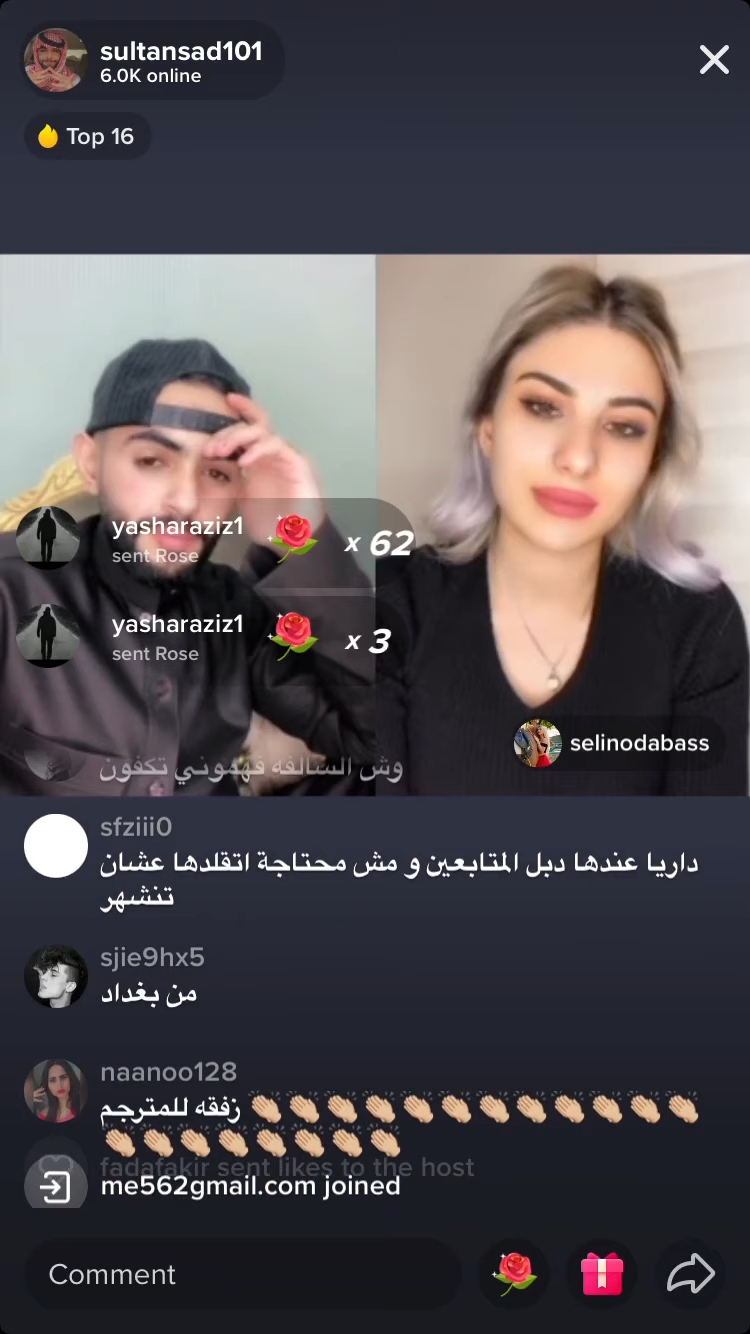 sultansad101
6.0K online
Top 16
yasharaziz1
sent Rose
x 62
yasharaziz1
sent Rose
x 3
وش السالفه فهموني تكفون
selinodabass
sfziii0
داريا عندها دبل المتابعين و مش محتاجة اتقلدها عشان
تنشهر
sjie9hx5
من بغداد
naanoo128
زفقه للمترجم 👏🏼👏🏼👏🏼👏🏼👏🏼👏🏼👏🏼👏🏼👏🏼👏🏼👏🏼👏🏼
👏🏼👏🏼👏🏼👏🏼👏🏼👏🏼👏🏼👏🏼
fadafakir sent likes to the host
me562gmail.com joined
Comment